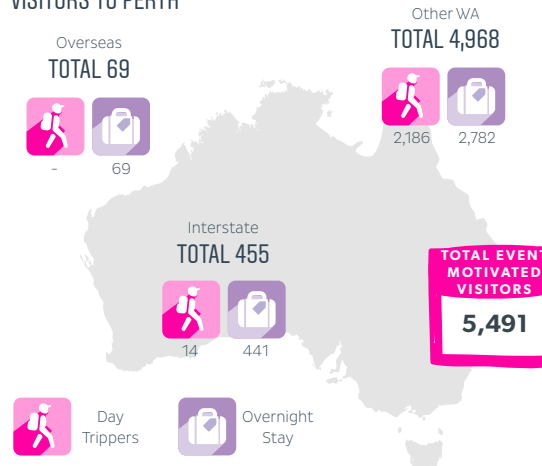 VISITORS TO PERTH
Overseas
TOTAL 69
-
69
Other WA
TOTAL 4,968
2,186
2,782
Interstate
TOTAL 455
14
441
TOTAL EVENT
MOTIVATED
VISITORS
5,491
Day
Trippers
Overnight
Stay